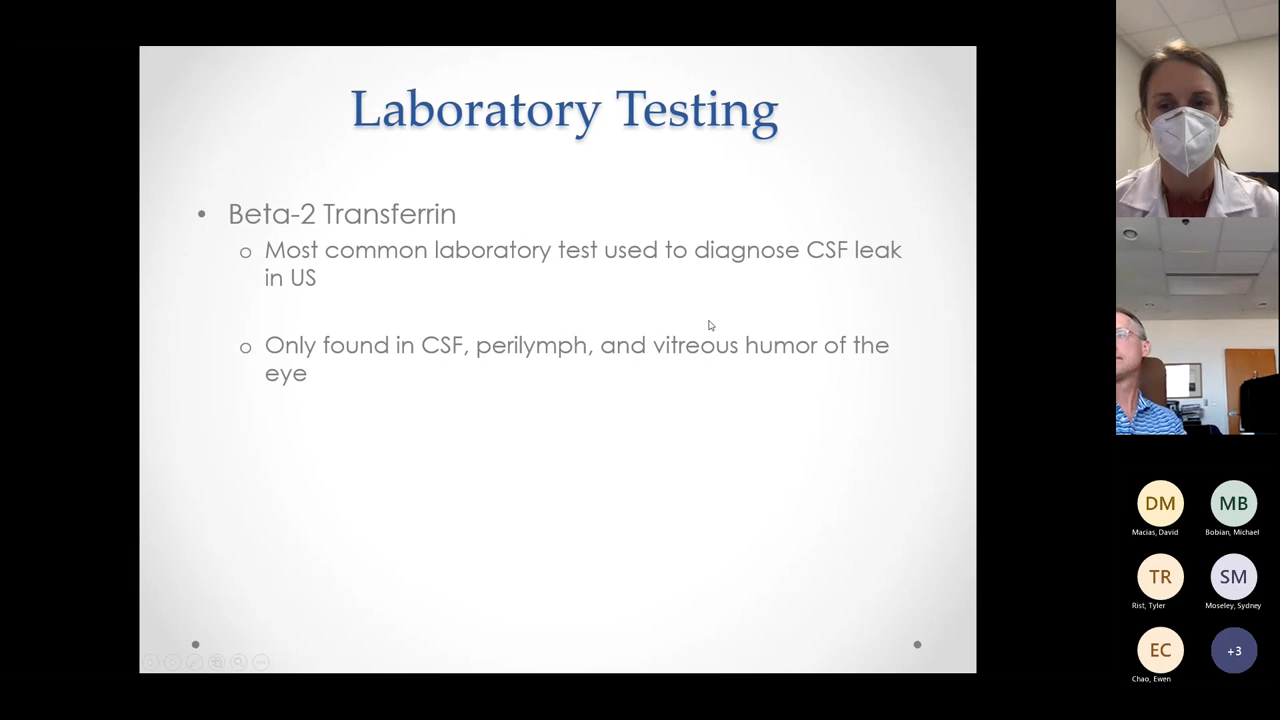 Laboratory Testing
• Beta-2 Transferrin
o Most common laboratory test used to diagnose CSF leak
in US
o Only found in CSF, perilymph, and vitreous humor of the
eye
DM
MB
Macias, David
Bobian, Michael
TR
SM
Rist, Tyler
Moseley, Sydney
EC
+3
Chao, Ewen